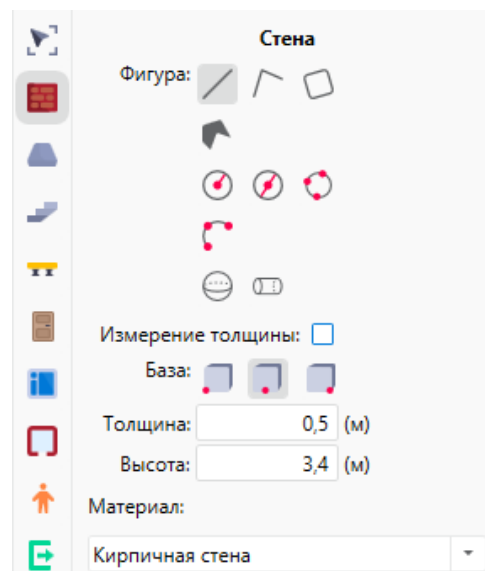 Стена
Фигура:
Измерение толщины:
База:
Толщина: 0,5 (м)
Высота: 3,4 (м)
Материал:
Кирпичная стена